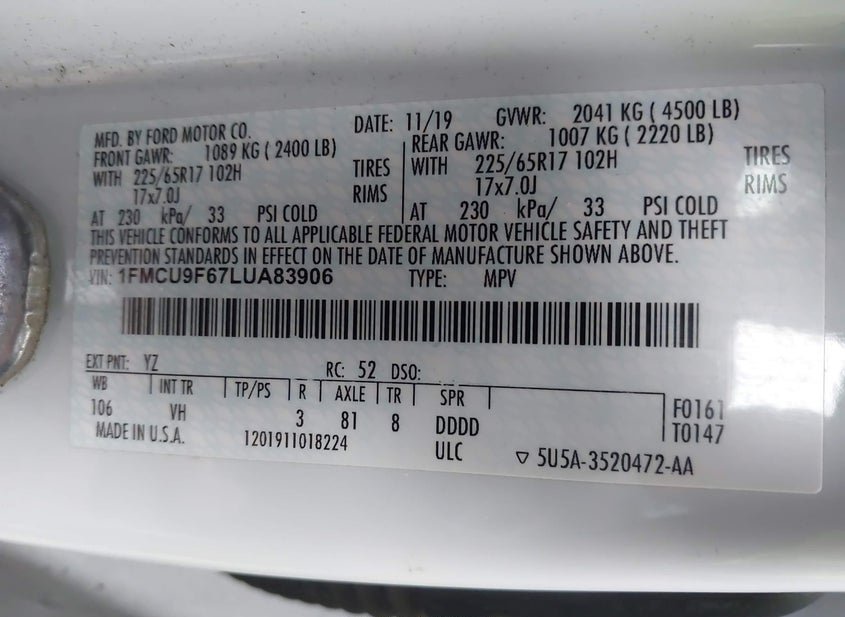 MFD. BY FORD MOTOR CO. DATE: 11/19 GVWR: 2041 KG ( 4500 LB)
FRONT GAWR: 1089 KG ( 2400 LB) REAR GAWR: 1007 KG ( 2220 LB)
WITH 225/65R17 102H TIRES WITH 225/65R17 102H TIRES
17x7.0J RIMS 17x7.0J RIMS
AT 230 kPa/ 33 PSI COLD AT 230 kPa/ 33 PSI COLD
THIS VEHICLE CONFORMS TO ALL APPLICABLE FEDERAL MOTOR VEHICLE SAFETY AND THEFT
PREVENTION STANDARDS IN EFFECT ON THE DATE OF MANUFACTURE SHOWN ABOVE.
VIN: 1FMCU9F67LUA83906 TYPE: MPV
EXT PNT: YZ RC: 52 DSO:
WB INT TR TP/PS R AXLE TR SPR
106 VH 3 81 8 DDDD
F0161
T0147
MADE IN U.S.A. 1201911018224 ULC ▽ 5U5A-3520472-AA